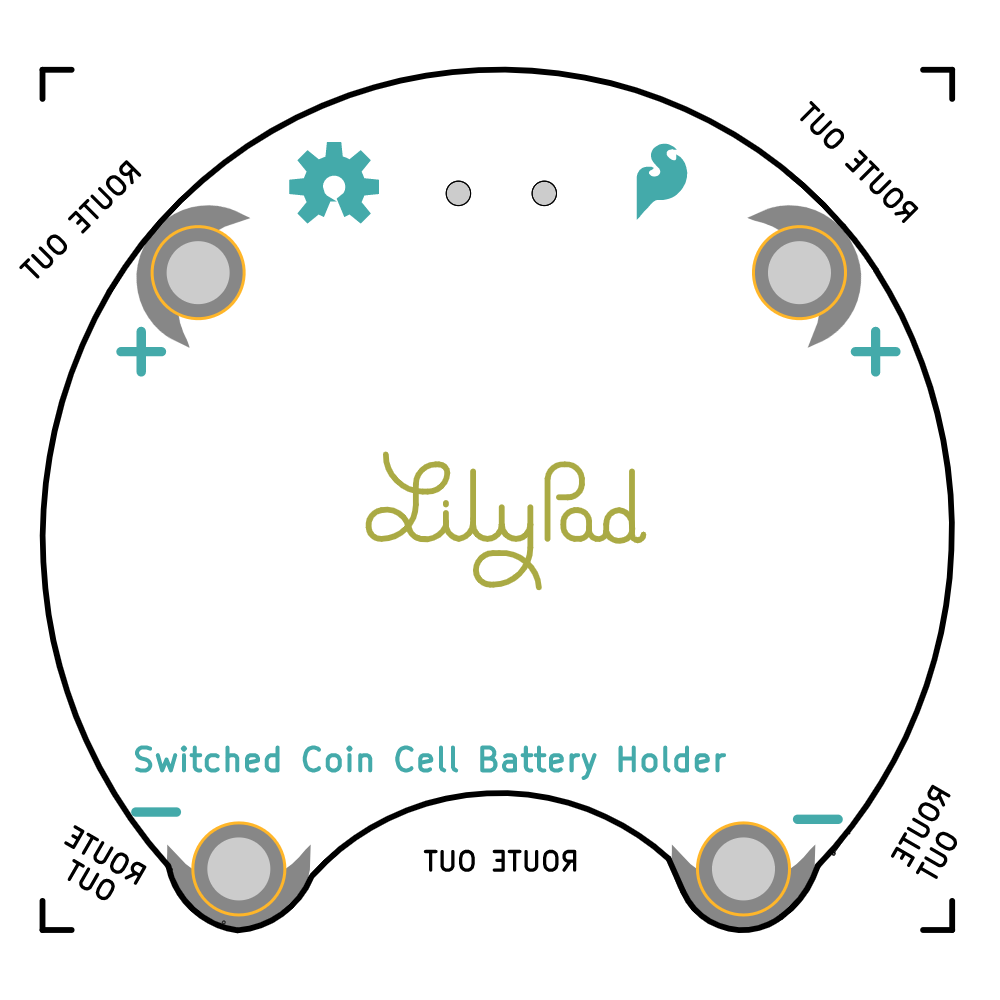 ROUTE OUT
ROUTE OUT
+ +
LilyPad
Switched Coin Cell Battery Holder
- -
ROUTE
OUT
ROUTE OUT
ROUTE
OUT